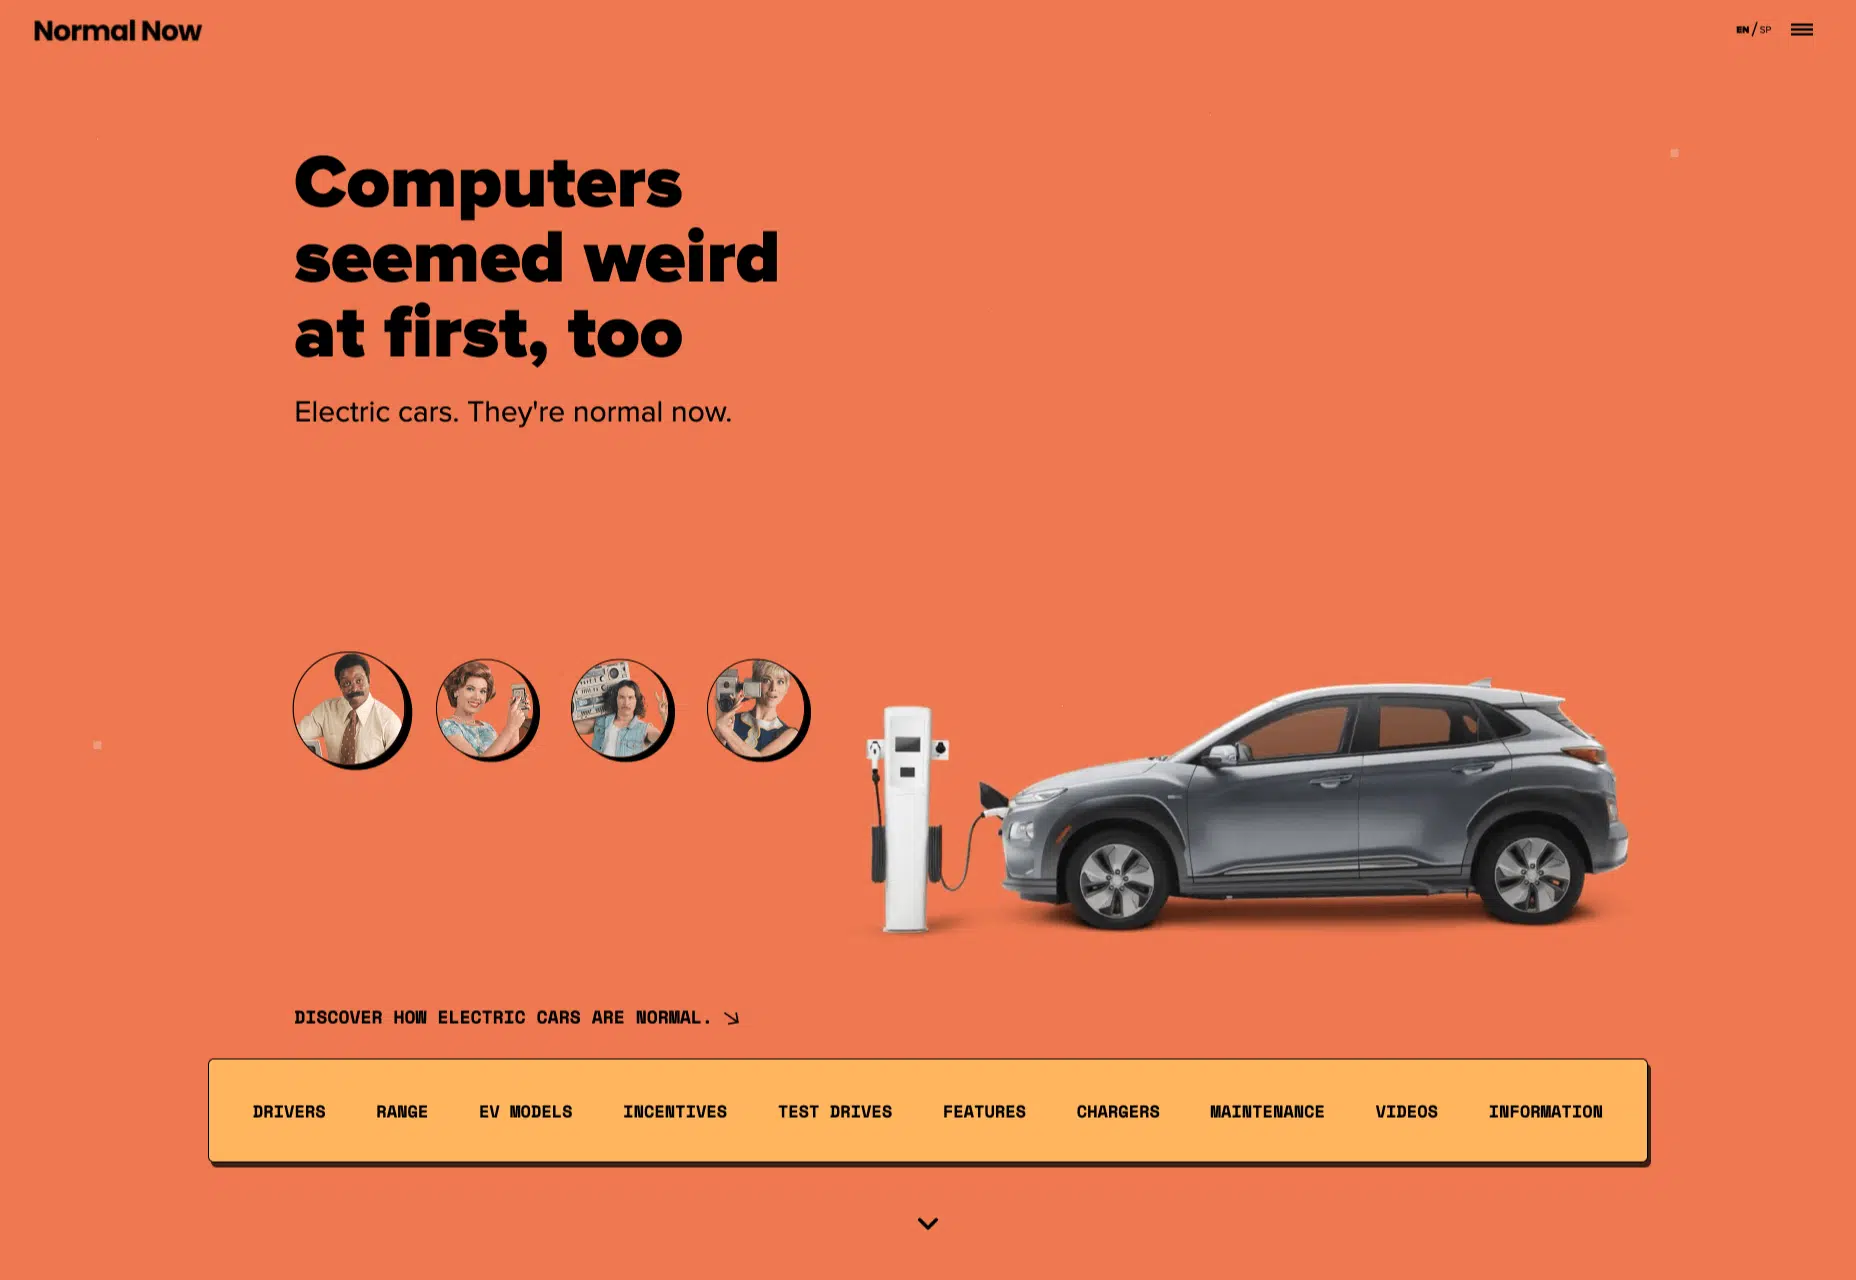 Normal Now
EN / SP
Computers
seemed weird
at first, too
Electric cars. They're normal now.
DISCOVER HOW ELECTRIC CARS ARE NORMAL.
DRIVERS RANGE EV MODELS INCENTIVES TEST DRIVES FEATURES CHARGERS MAINTENANCE VIDEOS INFORMATION